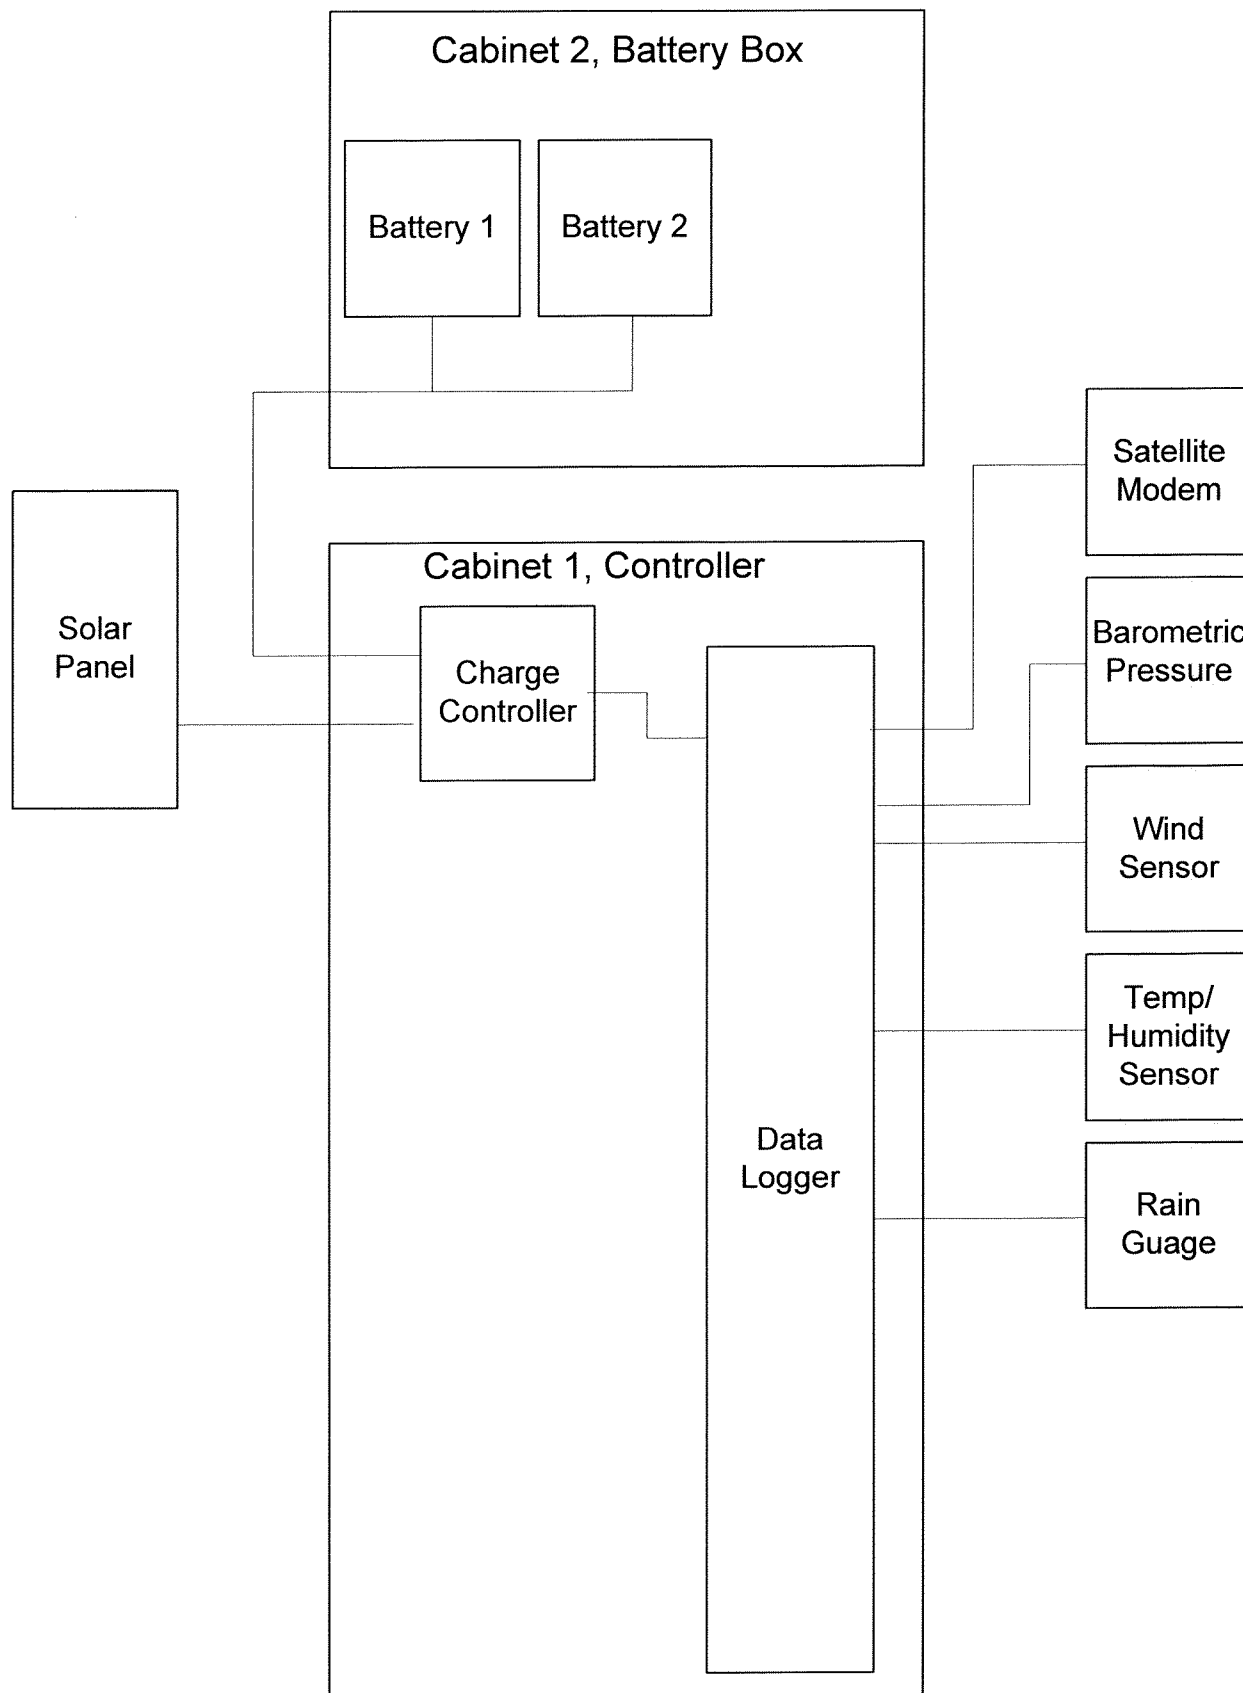 Cabinet 2, Battery Box
Battery 1
Battery 2
Satellite
Modem
Solar
Panel
Cabinet 1, Controller
Charge
Controller
Barometric
Pressure
Wind
Sensor
Temp/
Humidity
Sensor
Data
Logger
Rain
Guage